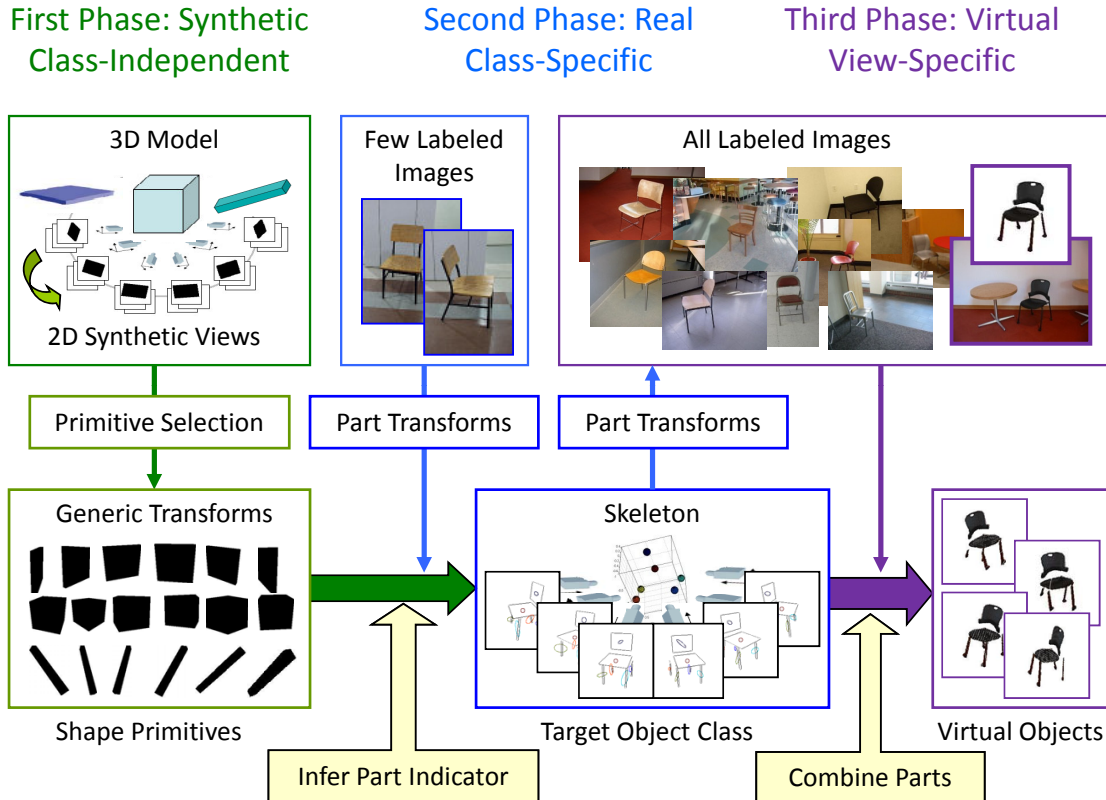 First Phase: Synthetic
Class-Independent
Second Phase: Real
Class-Specific
Third Phase: Virtual
View-Specific
3D Model
2D Synthetic Views
Few Labeled
Images
All Labeled Images
Primitive Selection
Part Transforms
Part Transforms
Generic Transforms
Skeleton
Shape Primitives
Target Object Class
Virtual Objects
Infer Part Indicator
Combine Parts